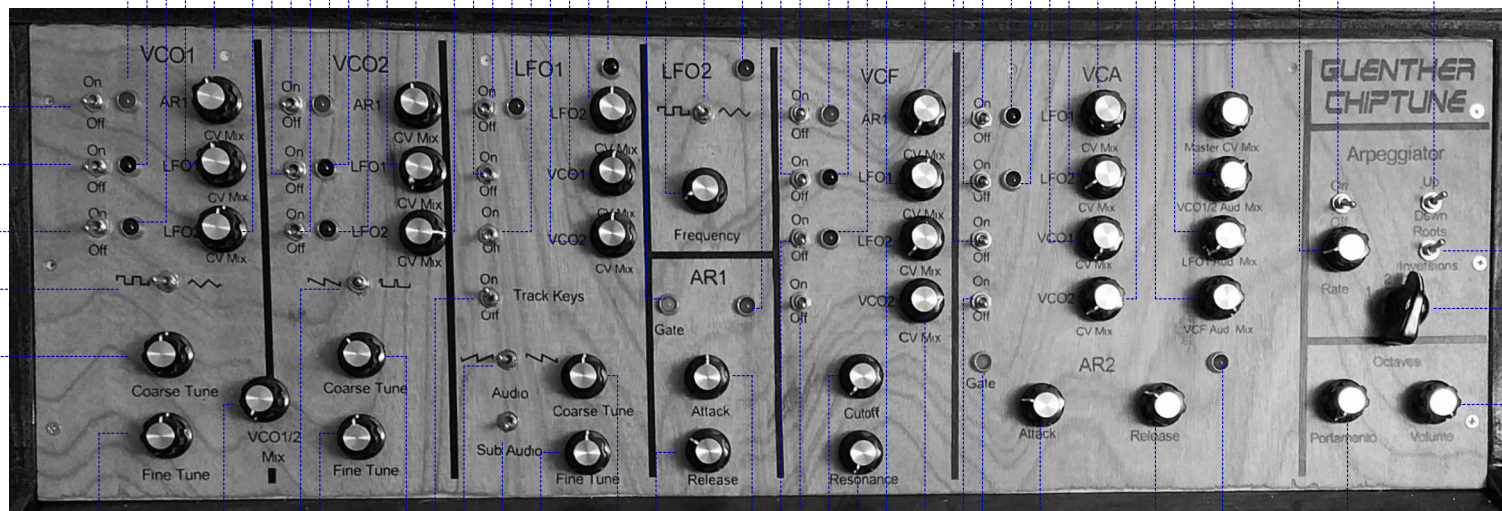 VCO1
On
Off
AR1
CV Mix
On
Off
LFO1
CV Mix
On
Off
LFO2
CV Mix
Coarse Tune
Fine Tune
VCO1/2
Mix
VCO2
On
Off
AR1
CV Mix
On
Off
LFO1
CV Mix
On
Off
LFO2
CV Mix
Coarse Tune
Fine Tune
LFO1
On
Off
LFO2
CV Mix
On
Off
VCO1
CV Mix
On
Off
VCO2
CV Mix
On
Off
Track Keys
Audio
Sub Audio
Coarse Tune
Fine Tune
LFO2
Frequency
AR1
Gate
Attack
Release
VCF
On
Off
AR1
CV Mix
On
Off
LFO1
CV Mix
On
Off
LFO2
CV Mix
On
Off
VCO2
CV Mix
Cutoff
Resonance
VCA
On
Off
LFO1
CV Mix
On
Off
LFO2
CV Mix
On
Off
VCO1
CV Mix
On
Off
VCO2
CV Mix
Master CV Mix
VCO1/2 Aud Mix
LFO1 Aud Mix
VCF Aud Mix
AR2
Gate
Attack
Release
GUENTHER
CHIPTUNE
Arpeggiator
On
Off
Up
Down
Roots
Inversions
Rate
1
2
Octaves
Portamento
Volume